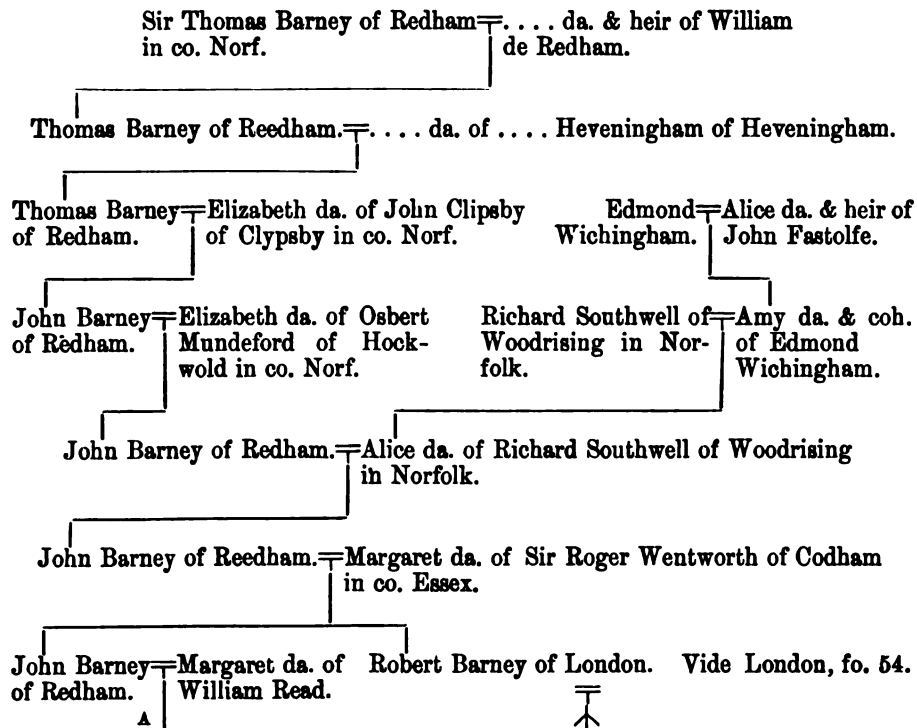 Sir Thomas Barney of Redham . . . . da. & heir of William
in co. Norf. de Redham.
Thomas Barney of Reedham. . . . . da. of . . . . Heveningham of Heveningham.
Thomas Barney Elizabeth da. of John Clipsby Edmond Alice da. & heir of
of Redham. of Clypsby in co. Norf. Wichingham. John Fastolfe.
John Barney Elizabeth da. of Osbert Richard Southwell of Amy da. & coh.
of Redham. Mundeford of Hock- Woodrising in Nor- of Edmond
wold in co. Norf. folk. Wichingham.
John Barney of Redham. Alice da. of Richard Southwell of Woodrising
in Norfolk.
John Barney of Reedham. Margaret da. of Sir Roger Wentworth of Codham
in co. Essex.
John Barney Margaret da. of Robert Barney of London. Vide London, fo. 54.
of Redham. William Read.
A